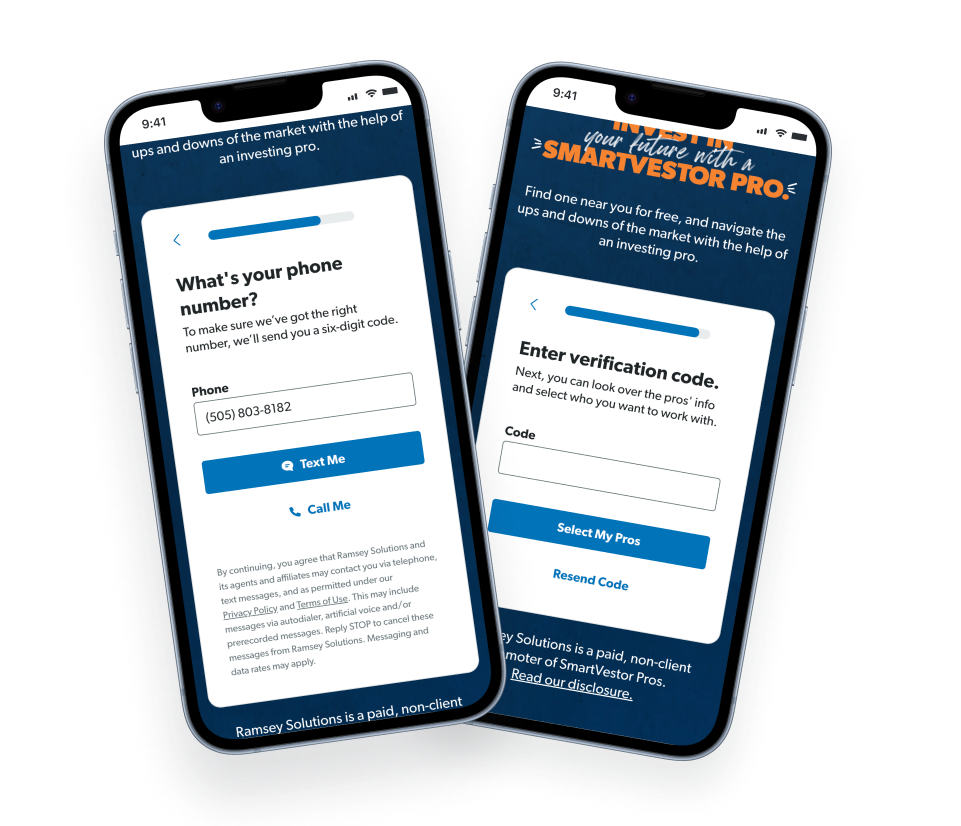 9:41
ups and downs of the market with the help of
an investing pro.
What's your phone
number?
To make sure we've got the right
number, we'll send you a six-digit code.
Phone
(505) 803-8182
Text Me
Call Me
By continuing, you agree that Ramsey Solutions and
its agents and affiliates may contact you via telephone,
text messages, and as permitted under our
Privacy Policy and Terms of Use. This may include
messages via autodialer, artificial voice and/or
prerecorded messages. Reply STOP to cancel these
messages from Ramsey Solutions. Messaging and
data rates may apply.
Ramsey Solutions is a paid, non-client
9:41
INVEST IN
your future with a
SMARTVESTOR PRO.
Find one near you for free, and navigate the
ups and downs of the market with the help of
an investing pro.
Enter verification code.
Next, you can look over the pros' info
and select who you want to work with.
Code
Select My Pros
Resend Code
sey Solutions is a paid, non-client
moter of SmartVestor Pros.
Read our disclosure.